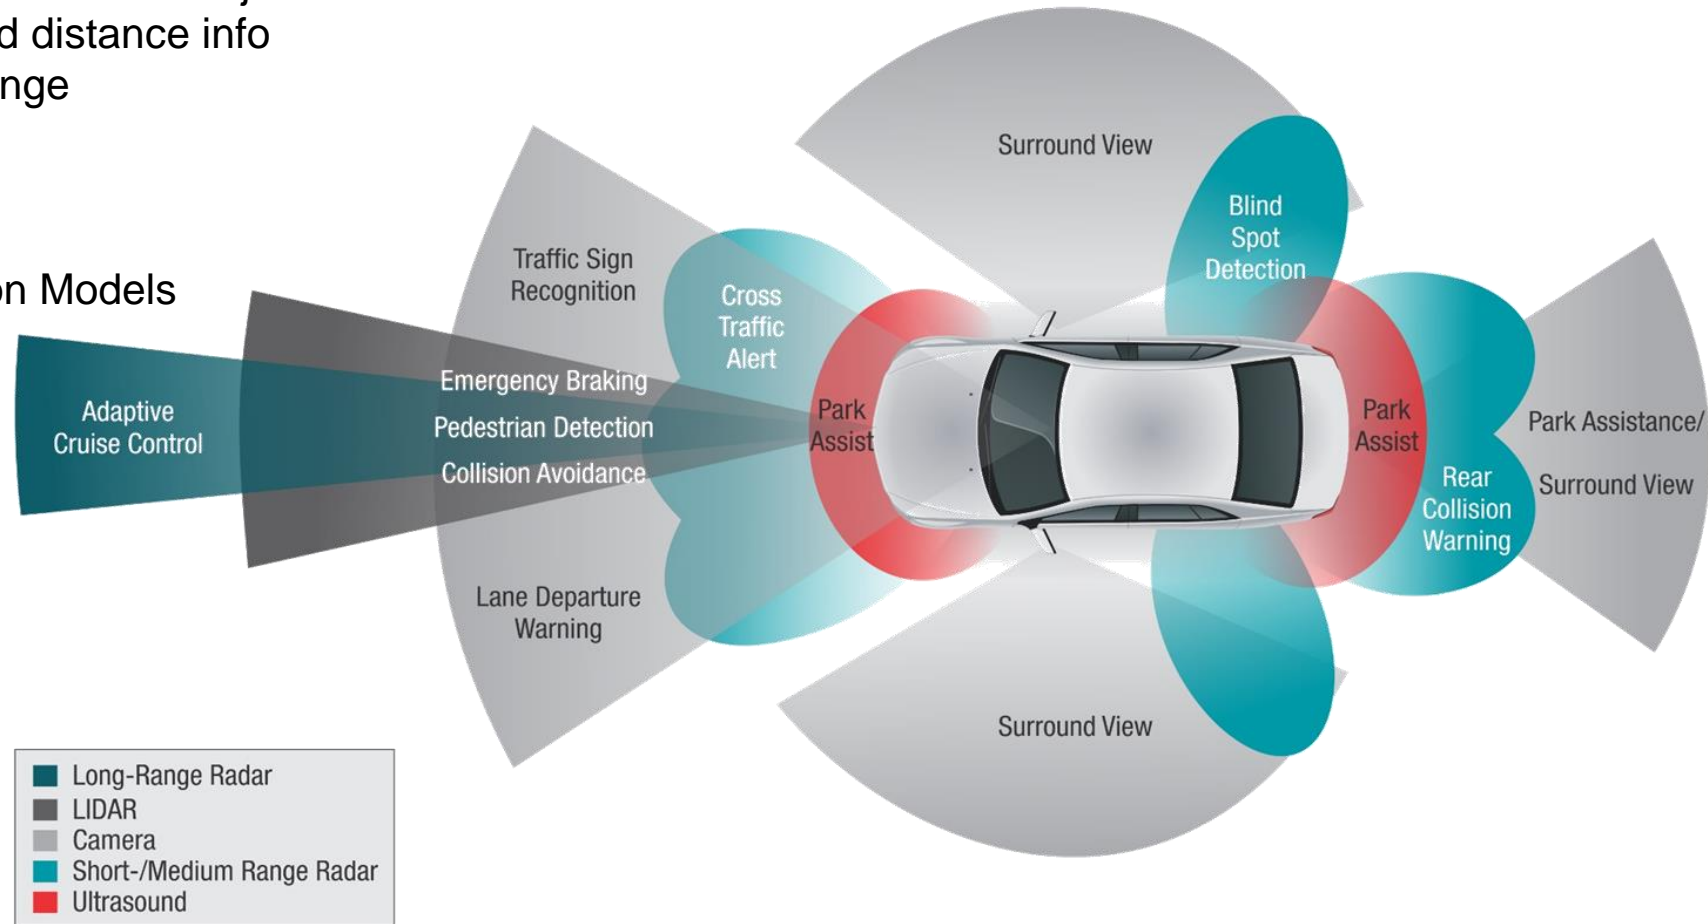 d distance info
nge
on Models
Surround View
Blind
Spot
Detection
Traffic Sign
Recognition
Cross
Traffic
Alert
Emergency Braking
Adaptive
Cruise Control
Pedestrian Detection
Collision Avoidance
Park
Assist
Park
Assist
Park Assistance/
Surround View
Rear
Collision
Warning
Lane Departure
Warning
Surround View
Long-Range Radar
LIDAR
Camera
Short-/Medium Range Radar
Ultrasound